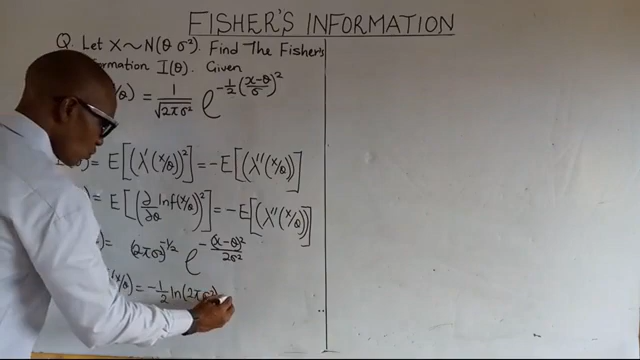 FISHER'S INFORMATION
Q. Let X ~ N(θ σ²). Find The Fisher's
formation I(θ). Given
θ) = 1/√(2πσ²) e^(-1/2((x-θ)/σ)²)
= E[(X'(x/θ))²] = -E[(X''(x/θ))]
= E[(∂/∂θ lnf(x/θ))²] = -E[(X''(x/θ))]
= (2πσ²)^(-1/2) e^(-(x-θ)²/2σ²)
(x/θ) = -1/2 ln(2πσ²)